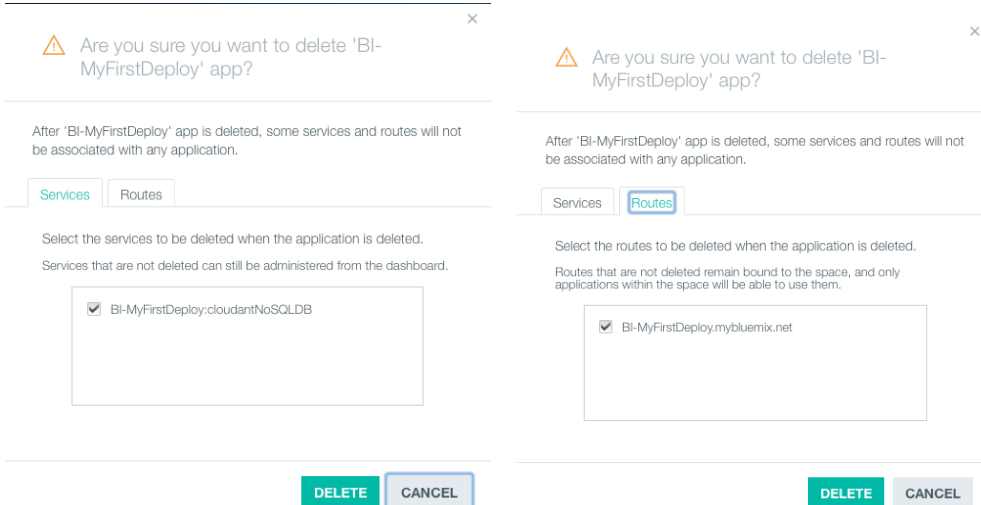 Are you sure you want to delete 'BI-
MyFirstDeploy' app?
After 'BI-MyFirstDeploy' app is deleted, some services and routes will not
be associated with any application.
Services
Routes
Select the services to be deleted when the application is deleted.
Services that are not deleted can still be administered from the dashboard.
BI-MyFirstDeploy:cloudantNoSQLDB
DELETE
CANCEL
Are you sure you want to delete 'BI-
MyFirstDeploy' app?
After 'BI-MyFirstDeploy' app is deleted, some services and routes will not
be associated with any application.
Services
Routes
Select the routes to be deleted when the application is deleted.
Routes that are not deleted remain bound to the space, and only
applications within the space will be able to use them.
BI-MyFirstDeploy.mybluemix.net
DELETE
CANCEL